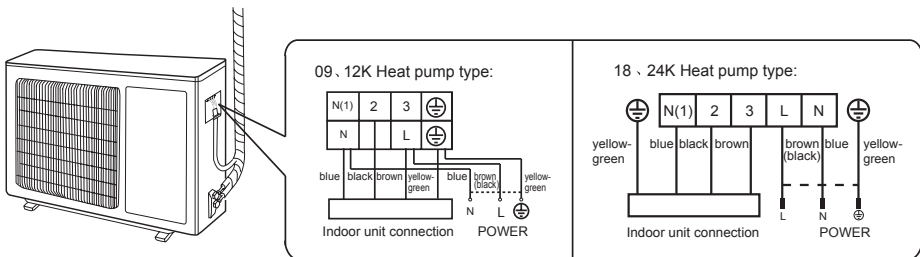 09、12K Heat pump type:
N(1) 2 3
N L
blue black brown yellow-green blue brown (black) yellow-green
N L
Indoor unit connection POWER
18、24K Heat pump type:
N(1) 2 3 L N
yellow-green blue black brown brown (black) blue yellow-green
L N
Indoor unit connection POWER